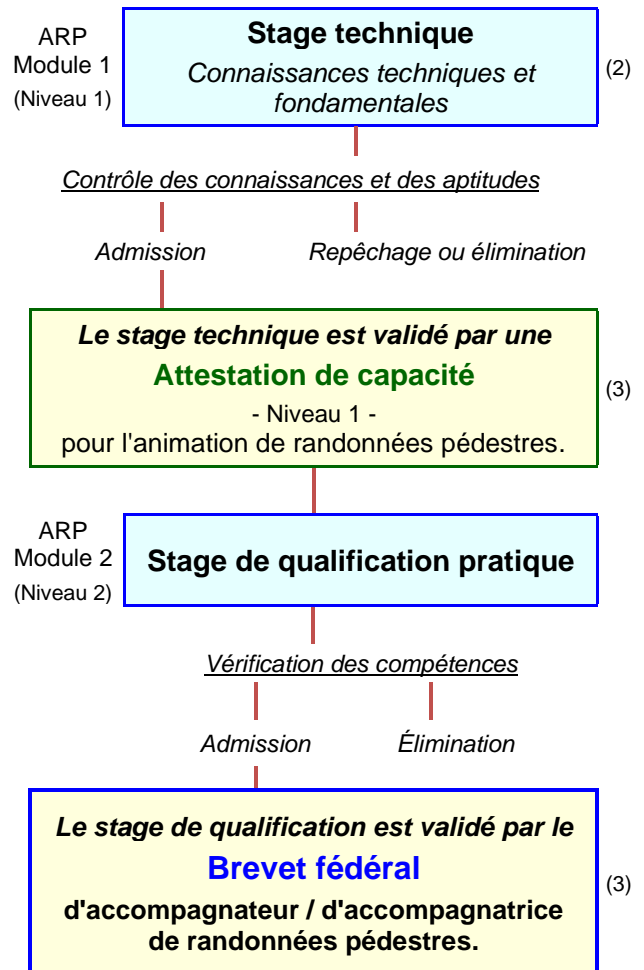 ARP
Module 1
(Niveau 1)
Stage technique
Connaissances techniques et
fondamentales
(2)
Contrôle des connaissances et des aptitudes
Admission
Repêchage ou élimination
Le stage technique est validé par une
Attestation de capacité
- Niveau 1 -
pour l'animation de randonnées pédestres.
(3)
ARP
Module 2
(Niveau 2)
Stage de qualification pratique
Vérification des compétences
Admission
Élimination
Le stage de qualification est validé par le
Brevet fédéral
d'accompagnateur / d'accompagnatrice
de randonnées pédestres.
(3)